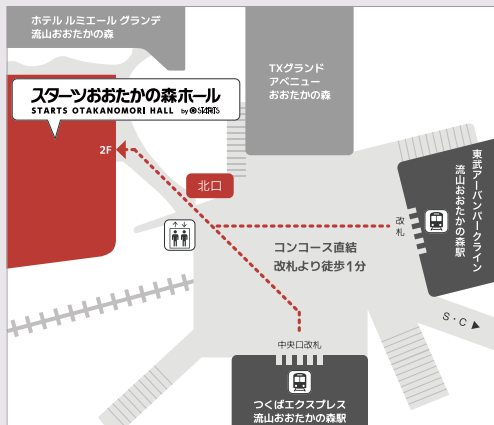 ホテル ルミエール グランデ
流山おおたかの森
TXグランド
アベニュー
おおたかの森
スターツおおたかの森ホール
STARTS OTAKANOMORI HALL by STARTS
2F
北口
東武アーバンパークライン
流山おおたかの森駅
改札
コンコース直結
改札より徒歩1分
S・C ▶
中央口改札
つくばエクスプレス
流山おおたかの森駅